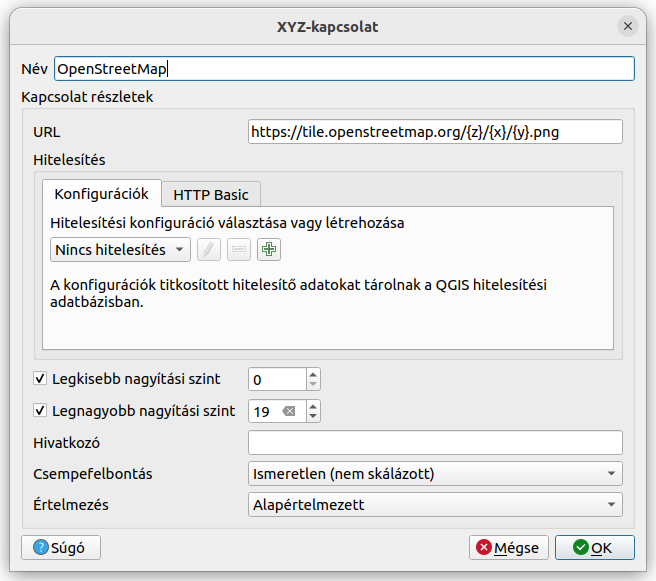 XYZ-kapcsolat
Név OpenStreetMap
Kapcsolat részletek
URL https://tile.openstreetmap.org/{z}/{x}/{y}.png
Hitelesítés
Konfigurációk HTTP Basic
Hitelesítési konfiguráció választása vagy létrehozása
Nincs hitelesítés
A konfigurációk titkosított hitelesítő adatokat tárolnak a QGIS hitelesítési
adatbázisban.
Legkisebb nagyítási szint 0
Legnagyobb nagyítási szint 19
Hivatkozó
Csempefelbontás Ismeretlen (nem skálázott)
Értelmezés Alapértelmezett
Súgó Mégse OK